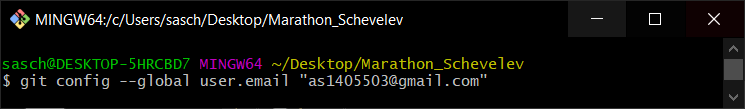 MINGW64:/c/Users/sasch/Desktop/Marathon_Schevelev
sasch@DESKTOP-5HRCBD7 MINGW64 ~/Desktop/Marathon_Schevelev
$ git config --global user.email "as1405503@gmail.com"